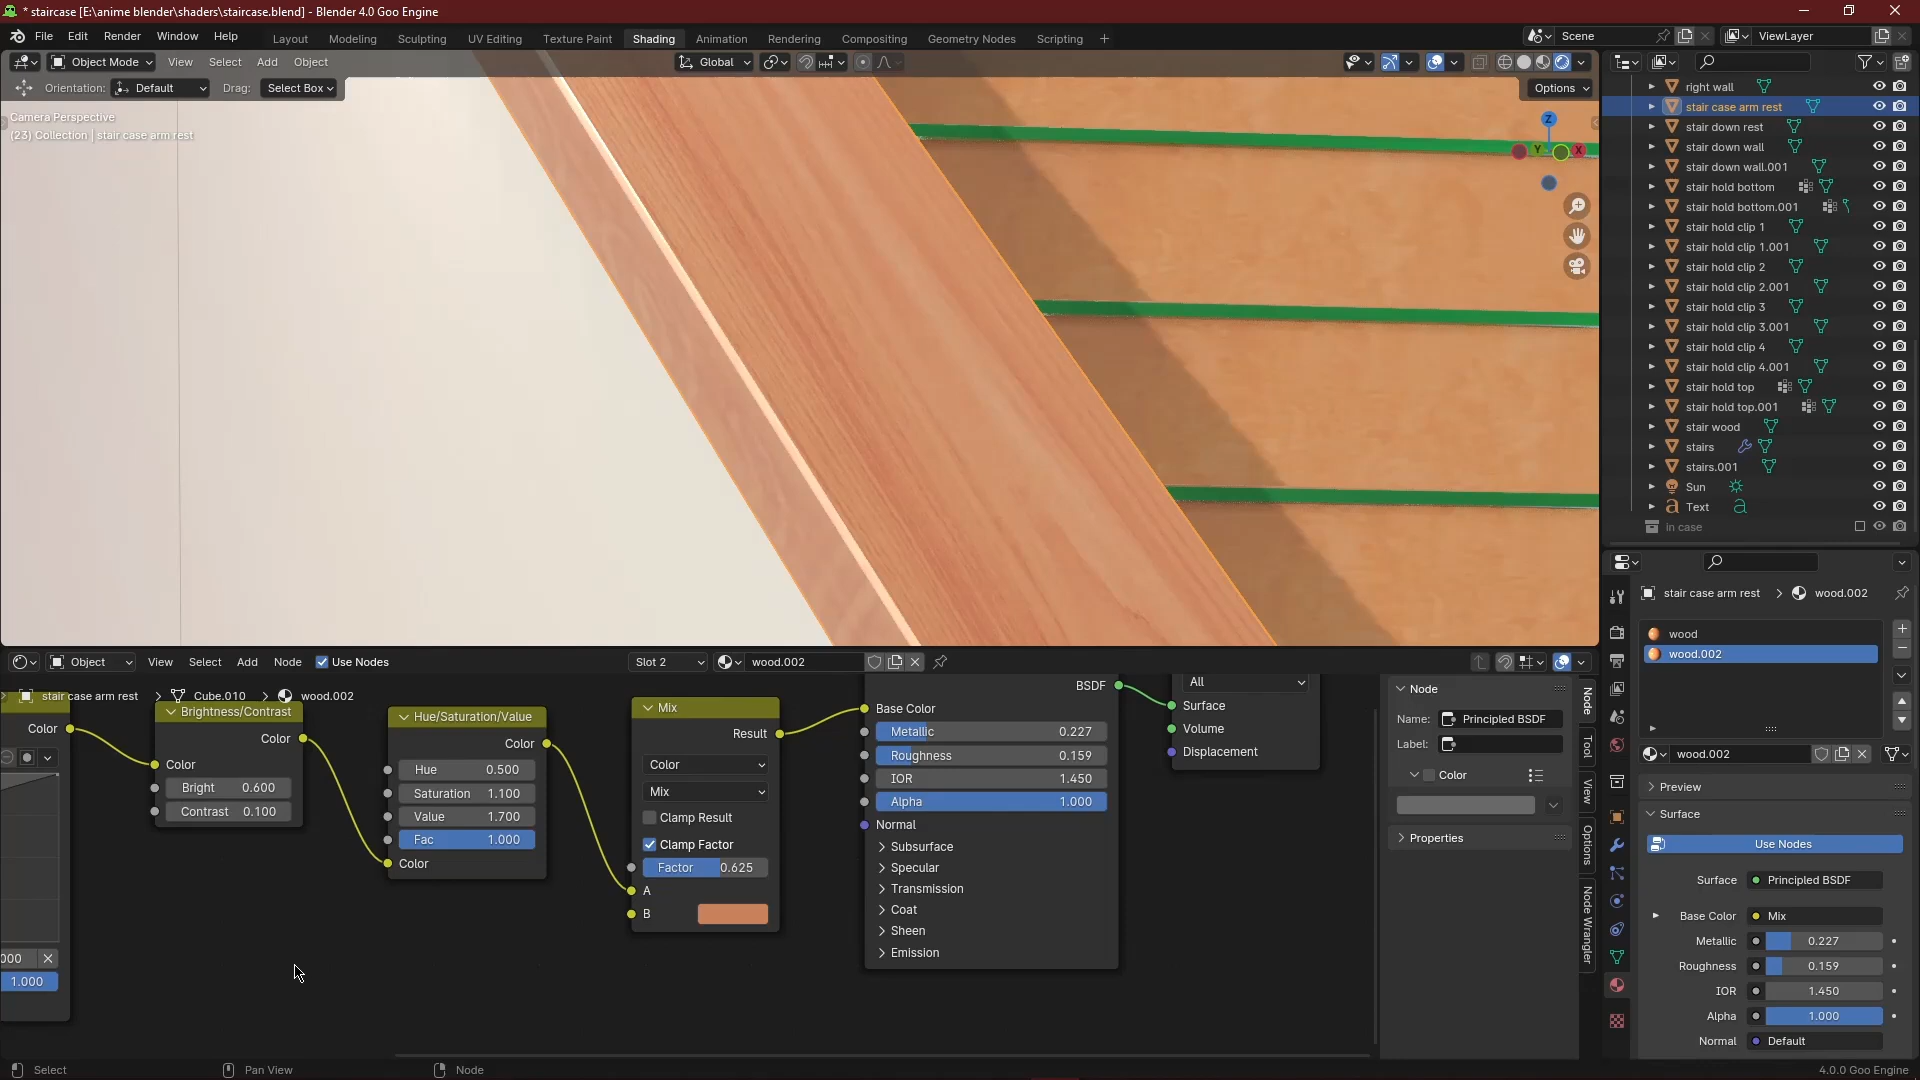 * staircase [E:\anime blender\shaders\staircase.blend] - Blender 4.0 Goo Engine
File Edit Render Window Help Layout Modeling Sculpting UV Editing Texture Paint Shading Animation Rendering Compositing Geometry Nodes Scripting + Scene ViewLayer
Object Mode View Select Add Object Global
Orientation: Default Drag: Select Box Options
Camera Perspective
(23) Collection | stair case arm rest
Z
Y X
right wall
stair case arm rest
stair down rest
stair down wall
stair down wall.001
stair hold bottom
stair hold bottom.001
stair hold clip 1
stair hold clip 1.001
stair hold clip 2
stair hold clip 2.001
stair hold clip 3
stair hold clip 3.001
stair hold clip 4
stair hold clip 4.001
stair hold top
stair hold top.001
stair wood
stairs
stairs.001
Sun
Text
in case
stair case arm rest > wood.002
wood
wood.002
wood.002
Preview
Surface
Use Nodes
Surface Principled BSDF
Base Color Mix
Metallic 0.227
Roughness 0.159
IOR 1.450
Alpha 1.000
Normal Default
Object View Select Add Node Use Nodes Slot 2 wood.002
stair case arm rest > Cube.010 > wood.002
Color
000
1.000
Brightness/Contrast
Color
Color
Bright 0.600
Contrast 0.100
Hue/Saturation/Value
Color
Hue 0.500
Saturation 1.100
Value 1.700
Fac 1.000
Color
Mix
Result
Color
Mix
Clamp Result
Clamp Factor
Factor 0.625
A
B
BSDF
Base Color
Metallic 0.227
Roughness 0.159
IOR 1.450
Alpha 1.000
Normal
Subsurface
Specular
Transmission
Coat
Sheen
Emission
All
Surface
Volume
Displacement
Node
Name: Principled BSDF
Label:
Color
Properties
Node
Tool
View
Options
Node Wrangler
Select Pan View Node 4.0.0 Goo Engine